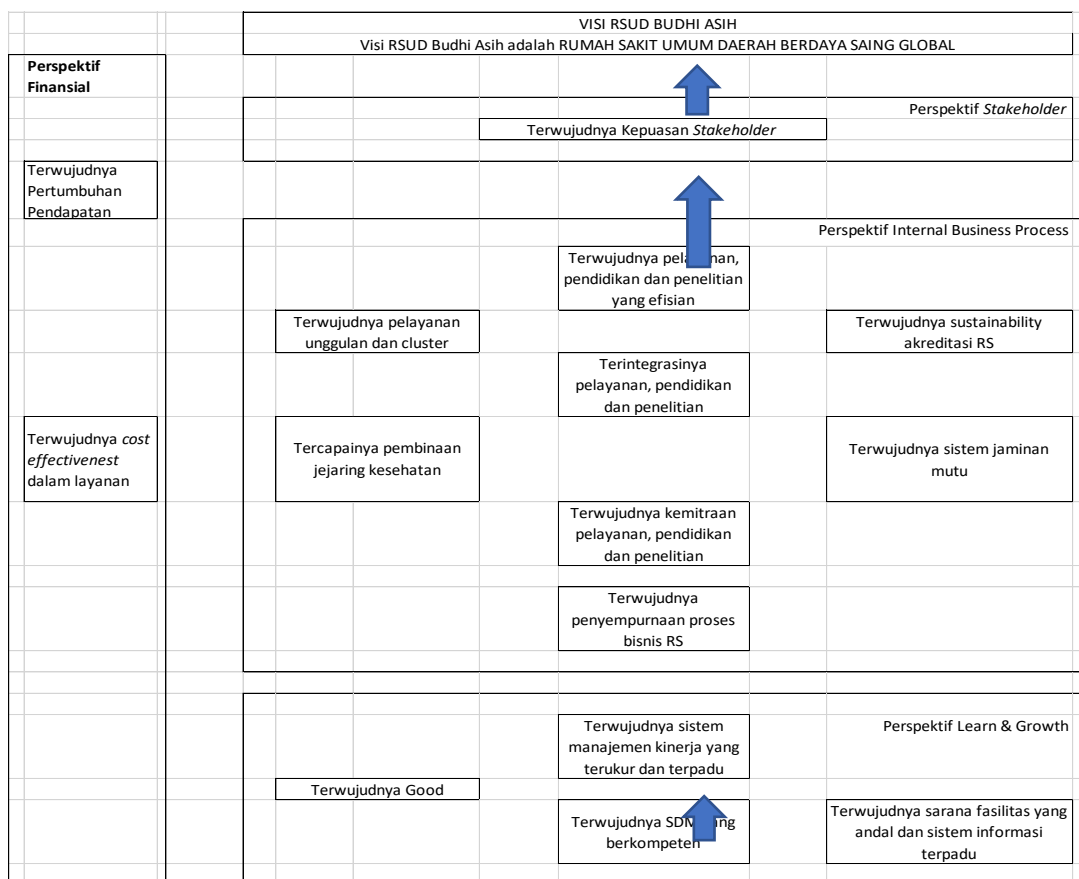 VISI RSUD BUDHI ASIH
Visi RSUD Budhi Asih adalah RUMAH SAKIT UMUM DAERAH BERDAYA SAING GLOBAL
Perspektif
Finansial
Perspektif Stakeholder
Terwujudnya Kepuasan Stakeholder
Terwujudnya
Pertumbuhan
Pendapatan
Perspektif Internal Business Process
Terwujudnya
pendidikan dan penelitian
yang efisian
Terwujudnya pelayanan
unggulan dan cluster
Terwujudnya sustainability
akreditasi RS
Terintegrasinya
pelayanan, pendidikan
dan penelitian
Terwujudnya cost
effectivenest
dalam layanan
Tercapainya pembinaan
jejaring kesehatan
Terwujudnya sistem jaminan
mutu
Terwujudnya kemitraan
pelayanan, pendidikan
dan penelitian
Terwujudnya
penyempurnaan proses
bisnis RS
Terwujudnya sistem
manajemen kinerja yang
terukur dan terpadu
Perspektif Learn & Growth
Terwujudnya Good
Terwujudnya
berkompeten
Terwujudnya sarana fasilitas yang
andal dan sistem informasi
terpadu